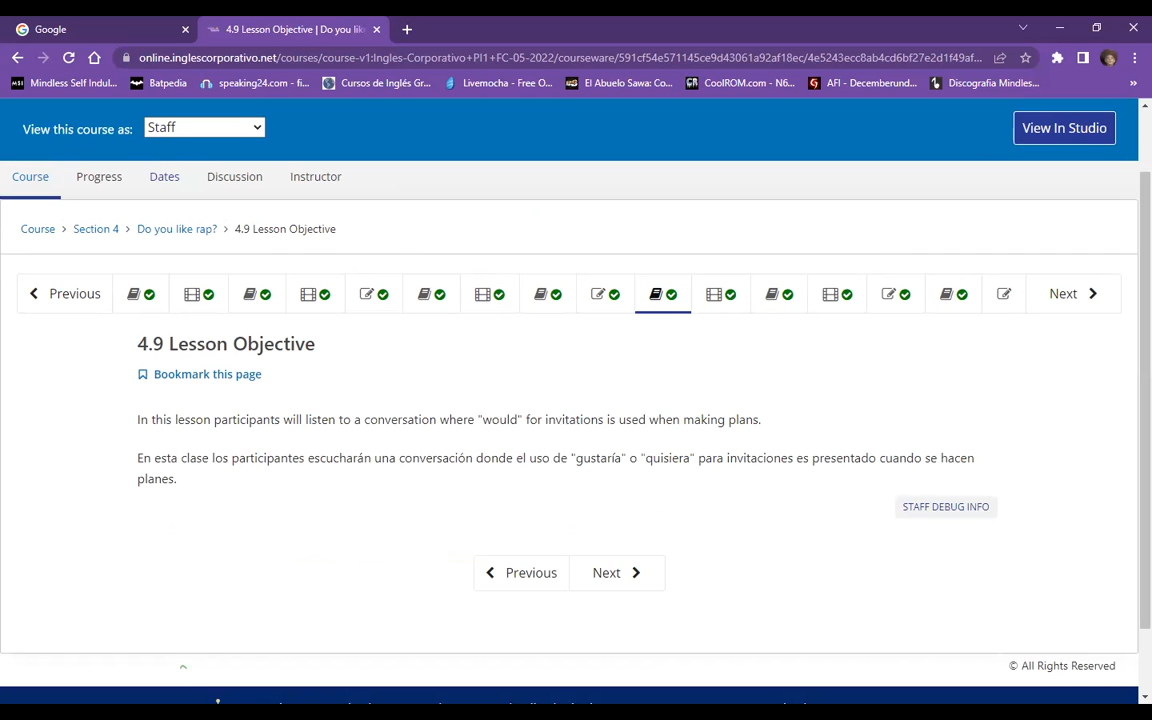 Google
4.9 Lesson Objective | Do you lik
online.inglescorporativo.net/courses/course-v1:Ingles-Corporativo+PI1+FC-05-2022/courseware/591cf54e571145ce9d43061a92af18ec/4e5243ecc8ab4cd6bf27e2d1f49af...
Mindless Self Indul...
Batpedia
speaking24.com - fi...
Cursos de Inglés Gr...
Livemocha - Free O...
El Abuelo Sawa: Co...
CoolROM.com - N6...
AFI - Decemberund...
Discografia Mindles...
View this course as:
Staff
View In Studio
Course
Progress
Dates
Discussion
Instructor
Course > Section 4 > Do you like rap? > 4.9 Lesson Objective
Previous
Next
4.9 Lesson Objective
Bookmark this page
In this lesson participants will listen to a conversation where "would" for invitations is used when making plans.
En esta clase los participantes escucharán una conversación donde el uso de "gustaría" o "quisiera" para invitaciones es presentado cuando se hacen
planes.
STAFF DEBUG INFO
Previous
Next
© All Rights Reserved